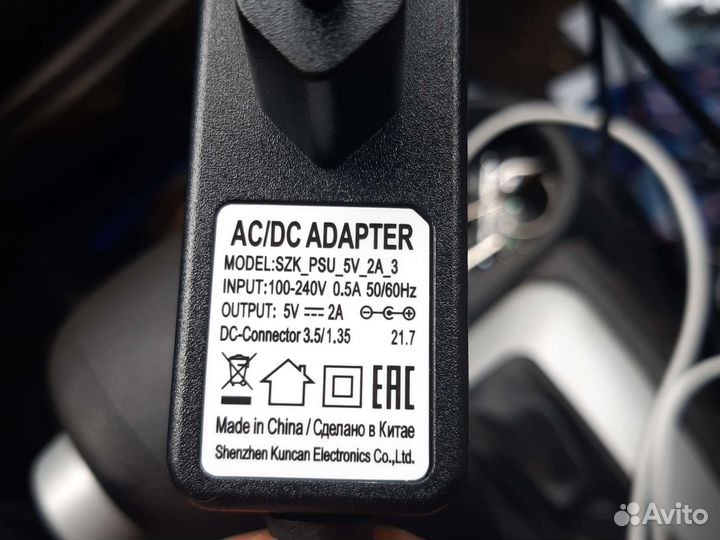 AC/DC ADAPTER
MODEL:SZK_PSU_5V_2A_3
INPUT:100-240V 0.5A 50/60Hz
OUTPUT: 5V⎓2A
DC-Connector 3.5/1.35 21.7
EAC
Made in China / Сделано в Китае
Shenzhen Kuncan Electronics Co.,Ltd.
Avito